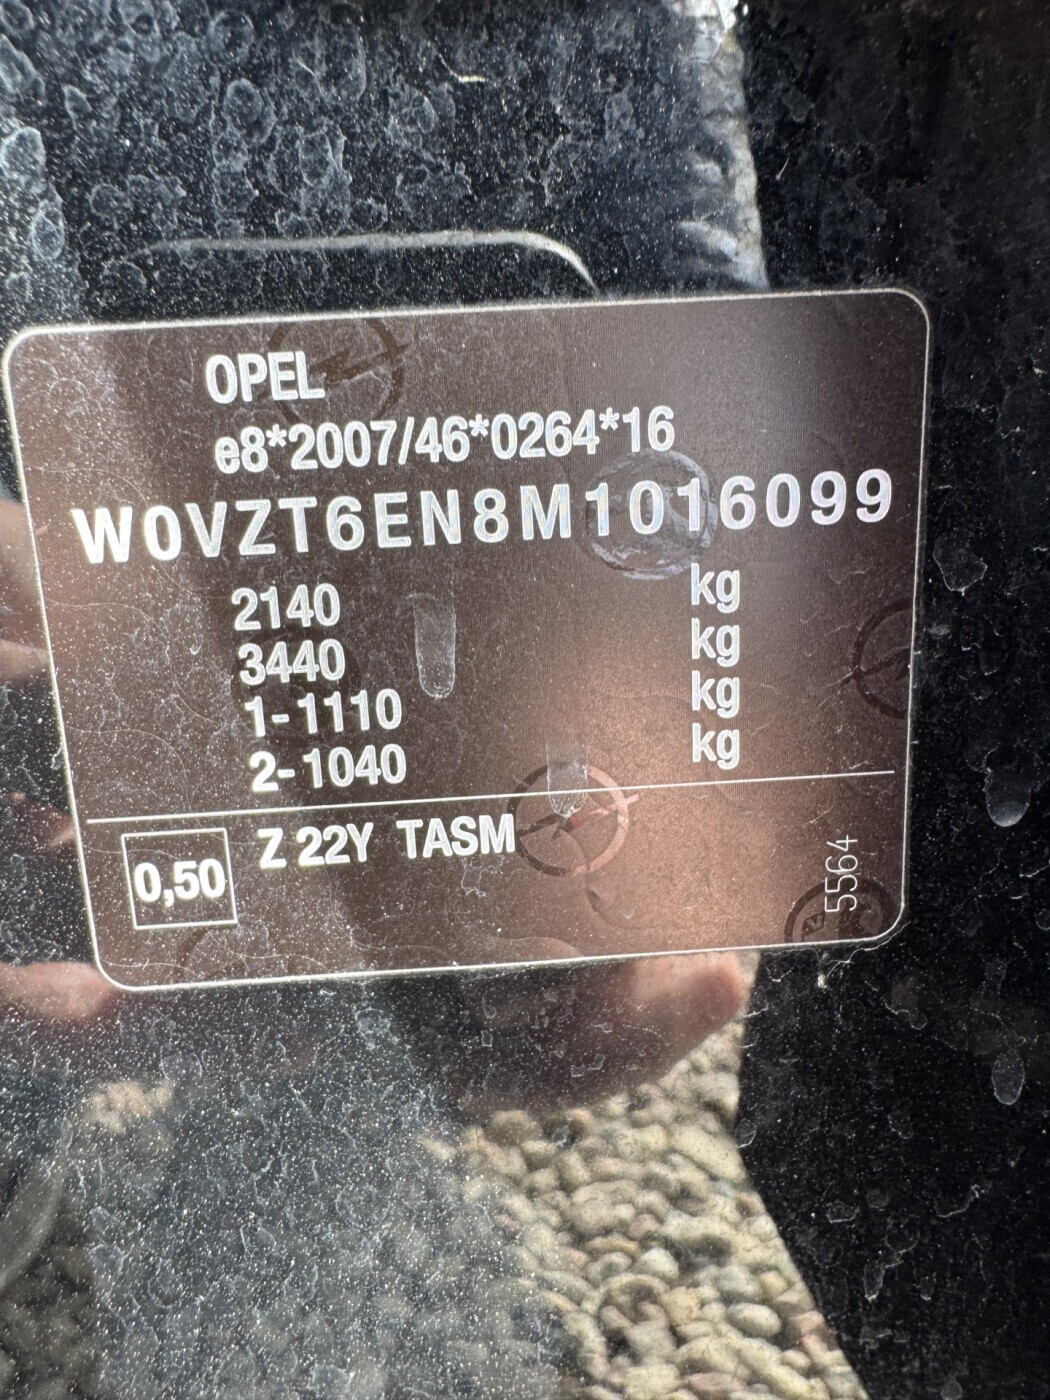 OPEL
e8*2007/46*0264*16
W0VZT6EN8M1016099
2140 kg
3440 kg
1-1110 kg
2-1040 kg
0,50 Z 22Y TASM
5564